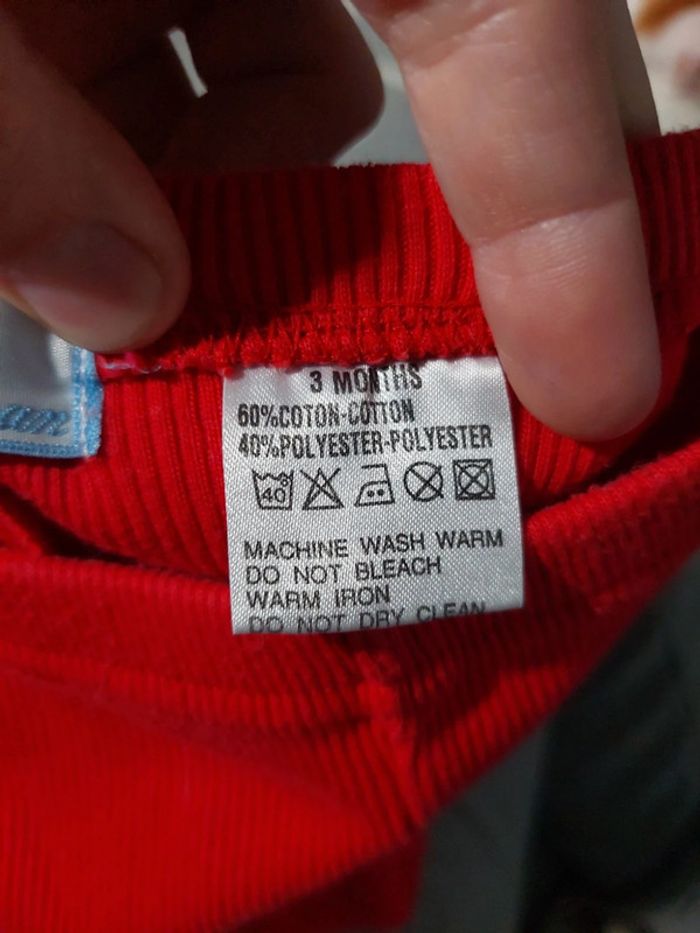 3 MONTHS
60%COTON-COTTON
40%POLYESTER-POLYESTER
40
MACHINE WASH WARM
DO NOT BLEACH
WARM IRON
DO NOT DRY CLEAN